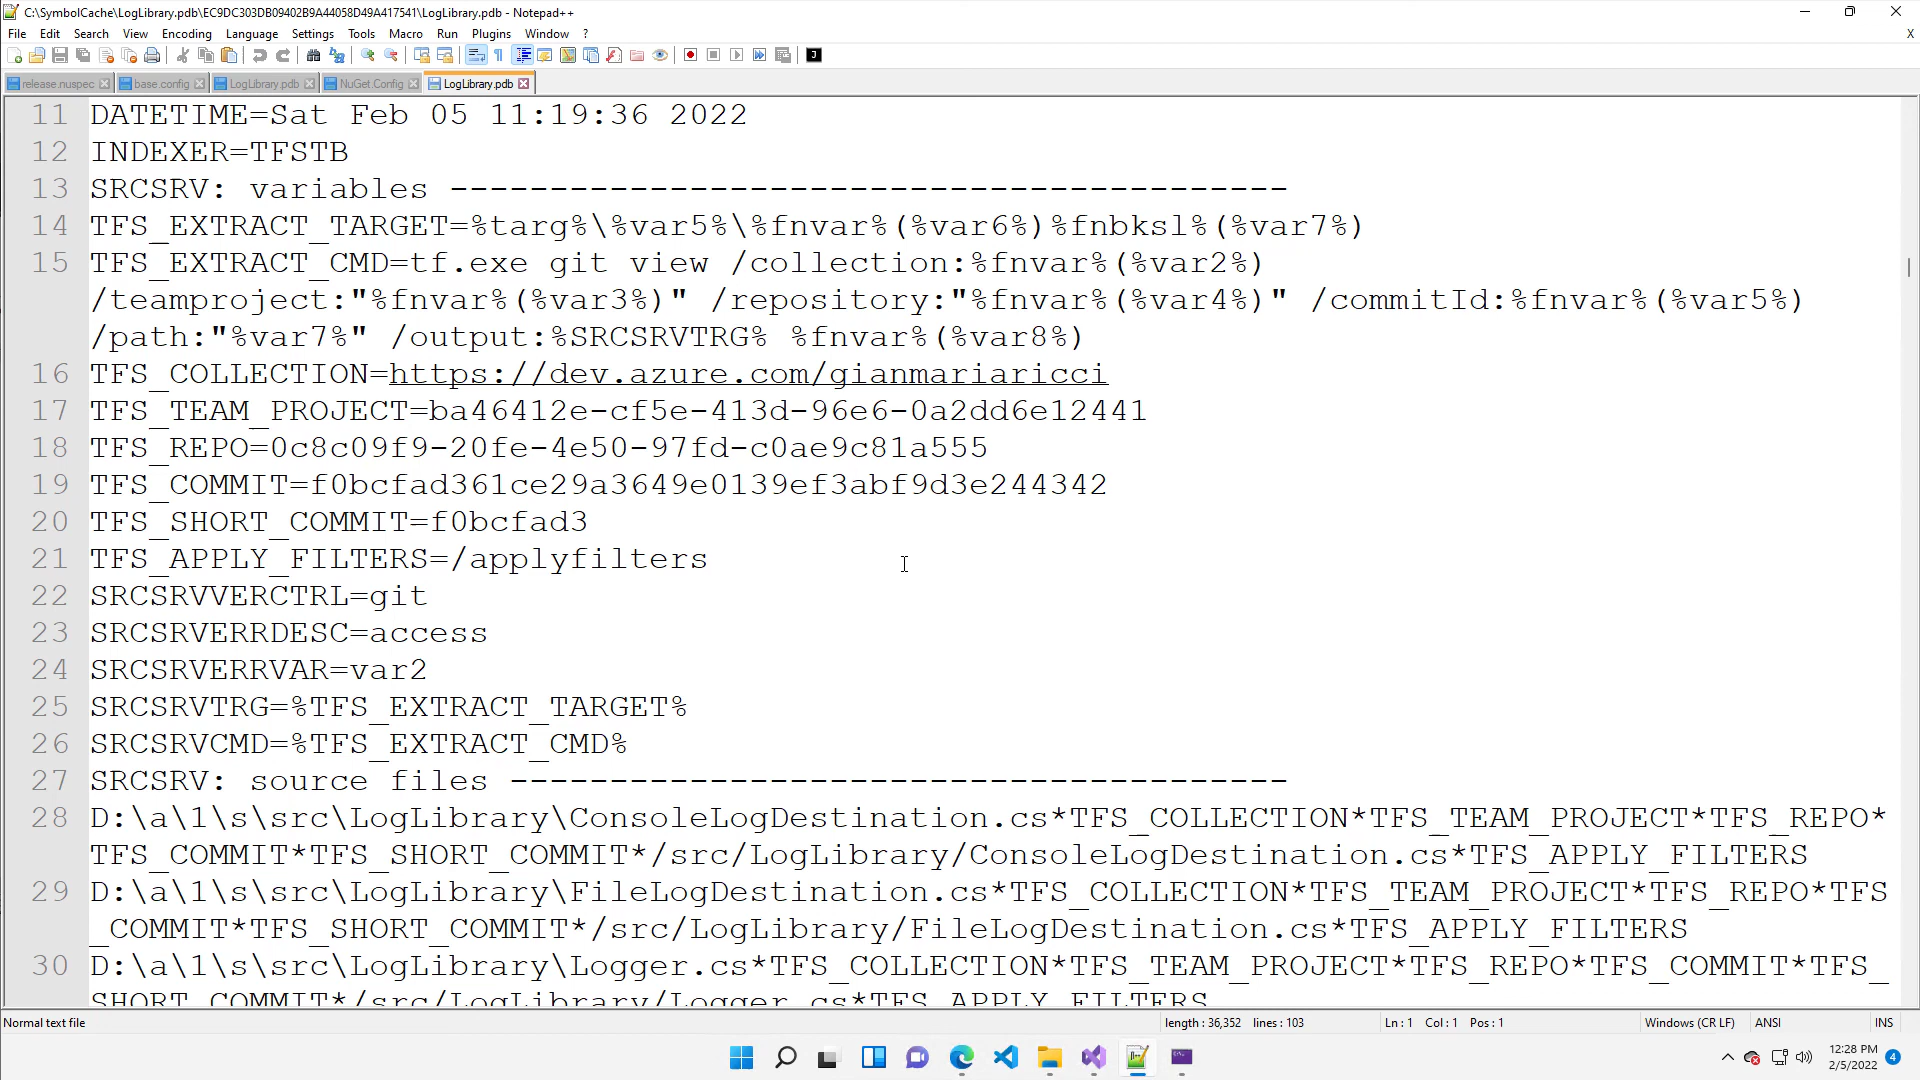 C:\SymbolCache\LogLibrary.pdb\EC9DC303DB09402B9A44058D49A417541\LogLibrary.pdb - Notepad++
File Edit Search View Encoding Language Settings Tools Macro Run Plugins Window ? X
release.nuspec base.config LogLibrary.pdb NuGet.Config LogLibrary.pdb
11 DATETIME=Sat Feb 05 11:19:36 2022
12 INDEXER=TFSTB
13 SRCSRV: variables ------------------------------------------
14 TFS_EXTRACT_TARGET=%targ%\%var5%\%fnvar%(%var6%)%fnbksl%(%var7%)
15 TFS_EXTRACT_CMD=tf.exe git view /collection:%fnvar%(%var2%)
/teamproject:"%fnvar%(%var3%)" /repository:"%fnvar%(%var4%)" /commitId:%fnvar%(%var5%)
/path:"%var7%" /output:%SRCSRVTRG% %fnvar%(%var8%)
16 TFS_COLLECTION=https://dev.azure.com/gianmariaricci
17 TFS_TEAM_PROJECT=ba46412e-cf5e-413d-96e6-0a2dd6e12441
18 TFS_REPO=0c8c09f9-20fe-4e50-97fd-c0ae9c81a555
19 TFS_COMMIT=f0bcfad361ce29a3649e0139ef3abf9d3e244342
20 TFS_SHORT_COMMIT=f0bcfad3
21 TFS_APPLY_FILTERS=/applyfilters
22 SRCSRVVERCTRL=git
23 SRCSRVERRDESC=access
24 SRCSRVERRVAR=var2
25 SRCSRVTRG=%TFS_EXTRACT_TARGET%
26 SRCSRVCMD=%TFS_EXTRACT_CMD%
27 SRCSRV: source files ---------------------------------------
28 D:\a\1\s\src\LogLibrary\ConsoleLogDestination.cs*TFS_COLLECTION*TFS_TEAM_PROJECT*TFS_REPO*
TFS_COMMIT*TFS_SHORT_COMMIT*/src/LogLibrary/ConsoleLogDestination.cs*TFS_APPLY_FILTERS
29 D:\a\1\s\src\LogLibrary\FileLogDestination.cs*TFS_COLLECTION*TFS_TEAM_PROJECT*TFS_REPO*TFS
_COMMIT*TFS_SHORT_COMMIT*/src/LogLibrary/FileLogDestination.cs*TFS_APPLY_FILTERS
30 D:\a\1\s\src\LogLibrary\Logger.cs*TFS_COLLECTION*TFS_TEAM_PROJECT*TFS_REPO*TFS_COMMIT*TFS_
SHORT_COMMIT*/src/LogLibrary/Logger.cs*TFS_APPLY_FILTERS
Normal text file length : 36,352 lines : 103 Ln : 1 Col : 1 Pos : 1 Windows (CR LF) ANSI INS
12:28 PM
2/5/2022 4